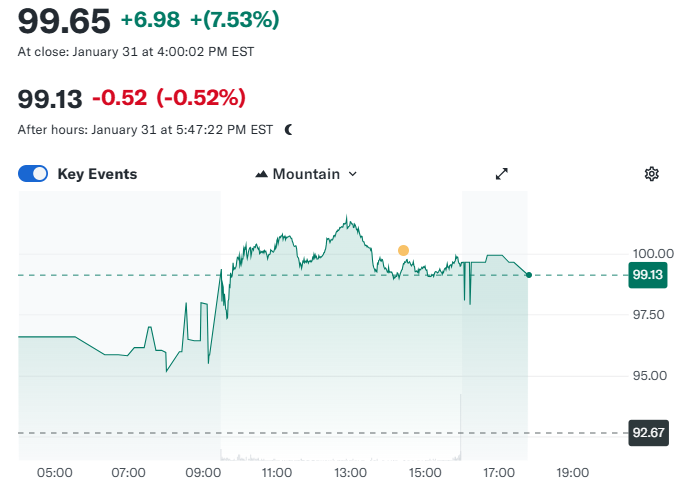 99.65 +6.98 +(7.53%)
At close: January 31 at 4:00:02 PM EST
99.13 -0.52 (-0.52%)
After hours: January 31 at 5:47:22 PM EST
Key Events
Mountain
100.00
99.13
97.50
95.00
92.67
05:00 07:00 09:00 11:00 13:00 15:00 17:00 19:00